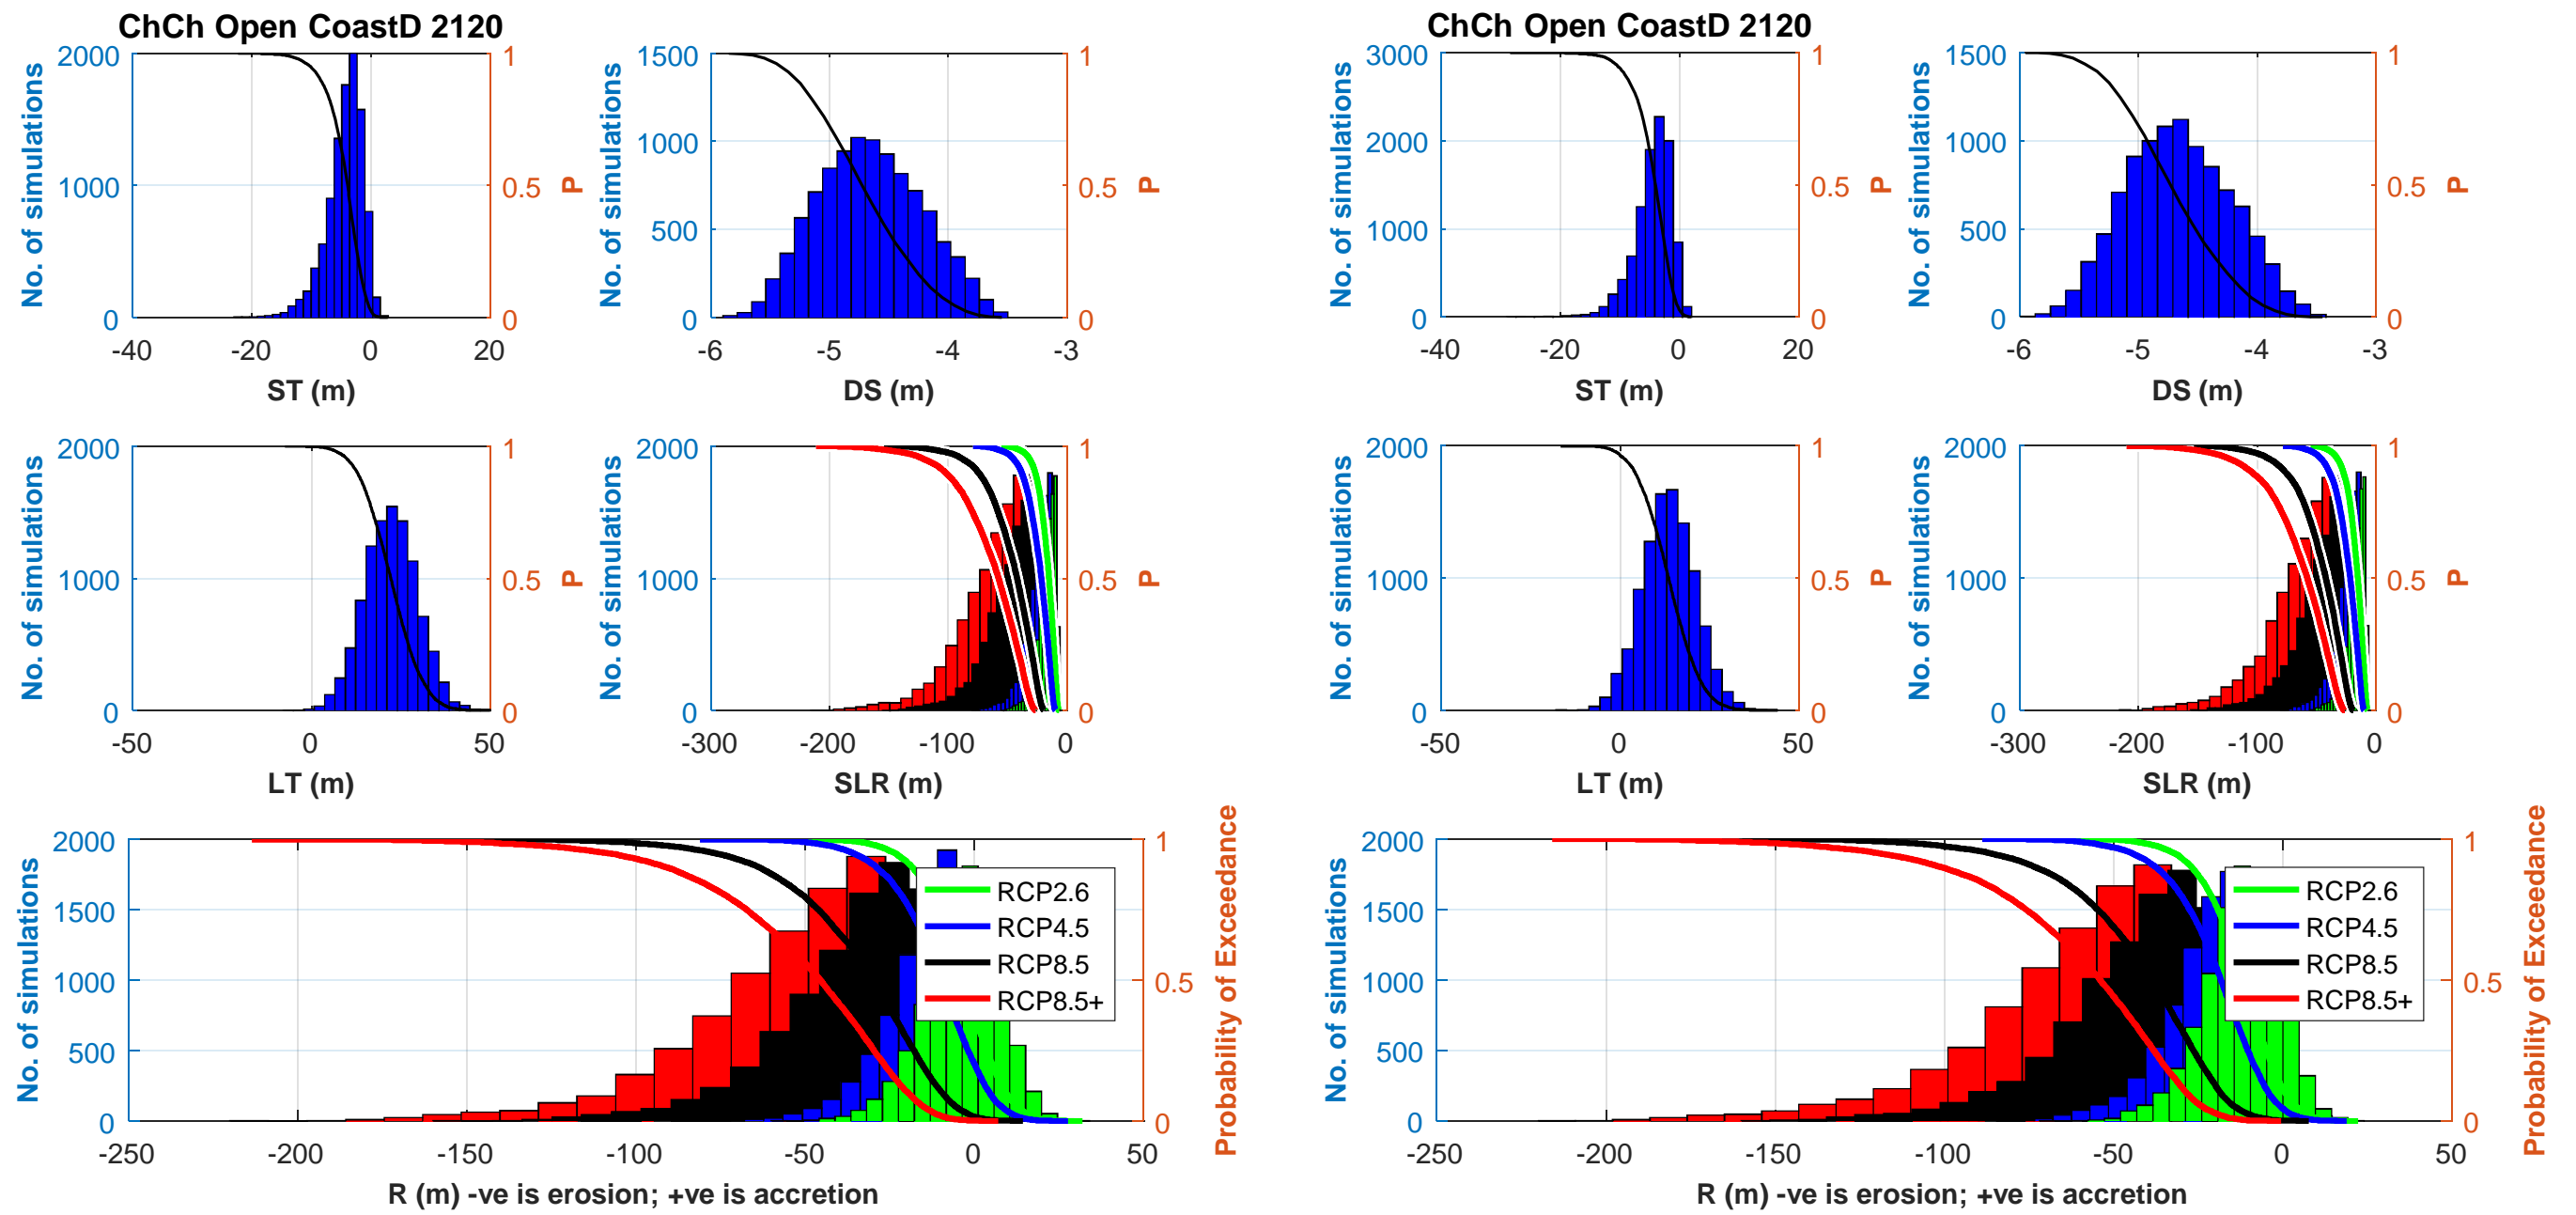 ChCh Open CoastD 2120
ChCh Open CoastD 2120
No. of simulations
2000
1000
0
1
0.5
0
P
-40 -20 0 20
ST (m)
No. of simulations
1500
1000
500
0
1
0.5
0
P
-6 -5 -4 -3
DS (m)
No. of simulations
3000
2000
1000
0
1
0.5
0
P
-40 -20 0 20
ST (m)
No. of simulations
1500
1000
500
0
1
0.5
0
P
-6 -5 -4 -3
DS (m)
No. of simulations
2000
1000
0
1
0.5
0
P
-50 0 50
LT (m)
No. of simulations
2000
1000
0
1
0.5
0
P
-300 -200 -100 0
SLR (m)
No. of simulations
2000
1000
0
1
0.5
0
P
-50 0 50
LT (m)
No. of simulations
2000
1000
0
1
0.5
0
P
-300 -200 -100 0
SLR (m)
No. of simulations
2000
1500
1000
500
0
RCP2.6
RCP4.5
RCP8.5
RCP8.5+
1
0.5
0
Probability of Exceedance
-250 -200 -150 -100 -50 0 50
R (m) -ve is erosion; +ve is accretion
No. of simulations
2000
1500
1000
500
0
RCP2.6
RCP4.5
RCP8.5
RCP8.5+
1
0.5
0
Probability of Exceedance
-250 -200 -150 -100 -50 0 50
R (m) -ve is erosion; +ve is accretion